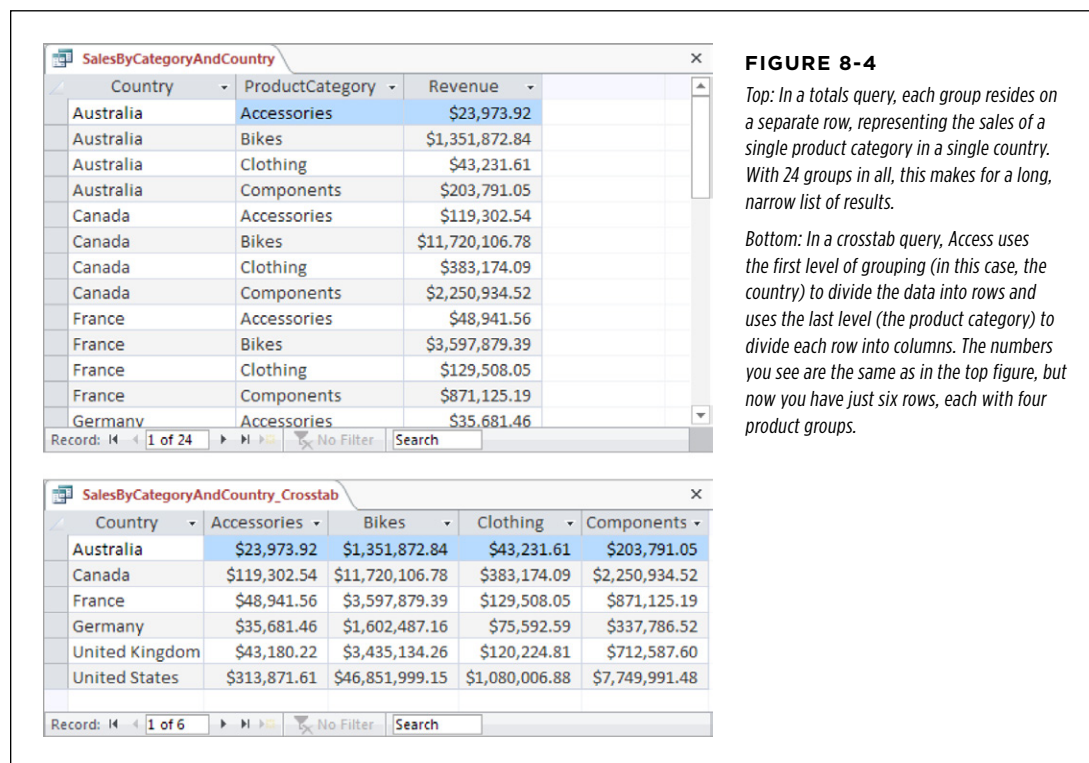 SalesByCategoryAndCountry
Country ProductCategory Revenue
Australia Accessories $23,973.92
Australia Bikes $1,351,872.84
Australia Clothing $43,231.61
Australia Components $203,791.05
Canada Accessories $119,302.54
Canada Bikes $11,720,106.78
Canada Clothing $383,174.09
Canada Components $2,250,934.52
France Accessories $48,941.56
France Bikes $3,597,879.39
France Clothing $129,508.05
France Components $871,125.19
Germany Accessories $35,681.46
Record: 1 of 24 No Filter Search
FIGURE 8-4
Top: In a totals query, each group resides on
a separate row, representing the sales of a
single product category in a single country.
With 24 groups in all, this makes for a long,
narrow list of results.
Bottom: In a crosstab query, Access uses
the first level of grouping (in this case, the
country) to divide the data into rows and
uses the last level (the product category) to
divide each row into columns. The numbers
you see are the same as in the top figure, but
now you have just six rows, each with four
product groups.
SalesByCategoryAndCountry_Crosstab
Country Accessories Bikes Clothing Components
Australia $23,973.92 $1,351,872.84 $43,231.61 $203,791.05
Canada $119,302.54 $11,720,106.78 $383,174.09 $2,250,934.52
France $48,941.56 $3,597,879.39 $129,508.05 $871,125.19
Germany $35,681.46 $1,602,487.16 $75,592.59 $337,786.52
United Kingdom $43,180.22 $3,435,134.26 $120,224.81 $712,587.60
United States $313,871.61 $46,851,999.15 $1,080,006.88 $7,749,991.48
Record: 1 of 6 No Filter Search